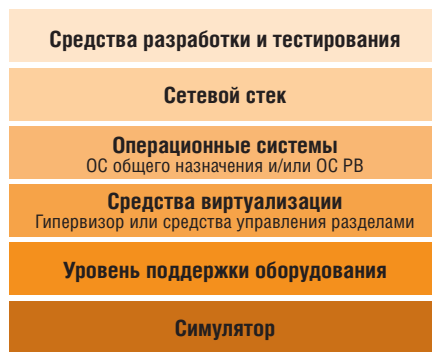 Средства разработки и тестирования
Сетевой стек
Операционные системы
ОС общего назначения и/или ОС РВ
Средства виртуализации
Гипервизор или средства управления разделами
Уровень поддержки оборудования
Симулятор